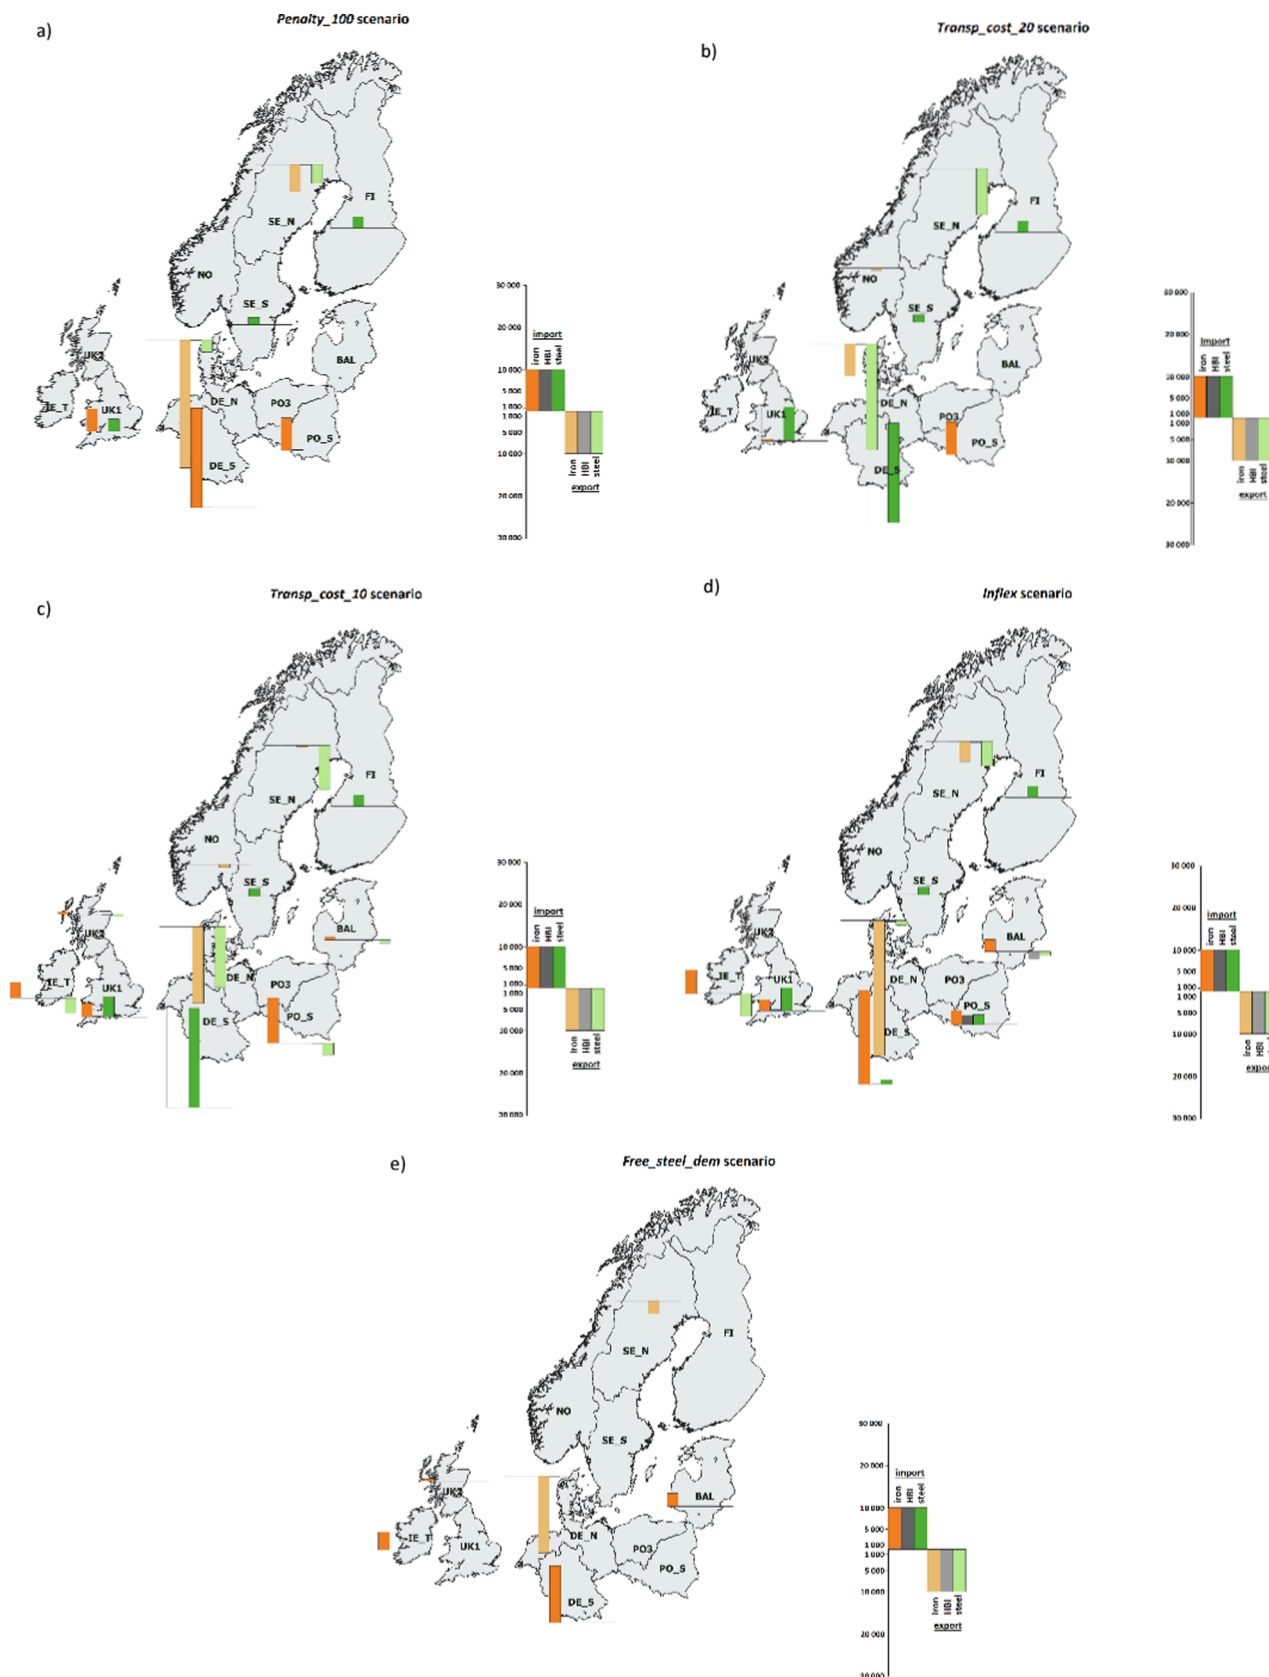 a)
Penalty_100 scenario
FI
SE_N
NO
SE_S
BAL
UK2
IE_T
UK1
DE_N
PO3
PO_S
DE_S
30 000
20 000
import
iron HBI steel
10 000
5 000
1 000
1 000
5 000
10 000
iron HBI steel
export
20 000
30 000
b)
Transp_cost_20 scenario
FI
SE_N
NO
SE_S
BAL
UK2
IE_T
UK1
DE_N
PO3
PO_S
DE_S
20 000
import
iron HBI steel
10 000
5 000
1 000
1 000
5 000
10 000
iron HBI steel
export
20 000
30 000
c)
Transp_cost_10 scenario
FI
SE_N
NO
SE_S
BAL
UK2
IE_T
UK1
DE_N
PO3
PO_S
DE_S
30 000
20 000
import
iron HBI steel
10 000
5 000
1 000
1 000
5 000
20 000
iron HBI steel
export
20 000
30 000
d)
Inflex scenario
FI
SE_N
NO
SE_S
BAL
UK2
IE_T
UK1
DE_N
PO3
PO_S
DE_S
30 000
20 000
import
iron HBI steel
10 000
5 000
1 000
1 000
5 000
10 000
iron HBI steel
export
20 000
30 000
e)
Free_steel_dem scenario
FI
SE_N
NO
SE_S
BAL
UK2
IE_T
UK1
DE_N
PO3
PO_S
DE_S
20 000
import
iron HBI steel
10 000
5 000
1 000
1 000
5 000
10 000
iron HBI steel
export
20 000
30 000